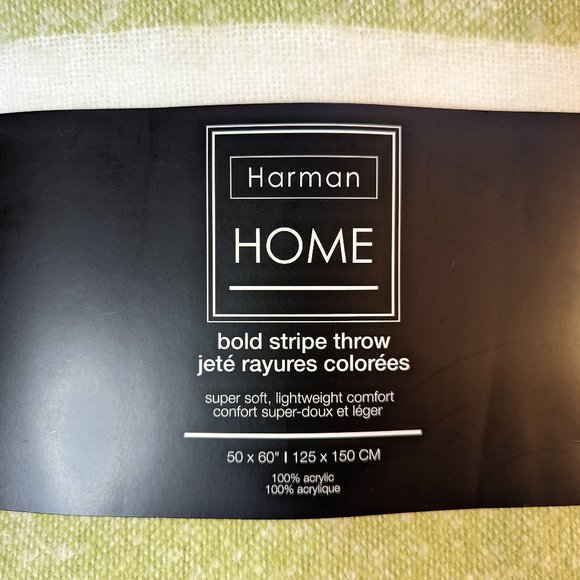 Harman
HOME
bold stripe throw
jeté rayures colorées
super soft, lightweight comfort
confort super-doux et léger
50 x 60" | 125 x 150 CM
100% acrylic
100% acrylique